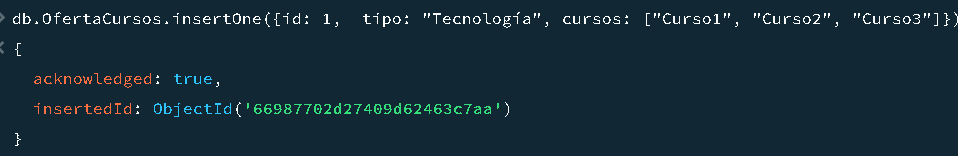 db.OfertaCursos.insertOne({id: 1,  tipo: "Tecnología", cursos: ["Curso1", "Curso2", "Curso3"]})
{
  acknowledged: true,
  insertedId: ObjectId('66987702d27409d62463c7aa')
}